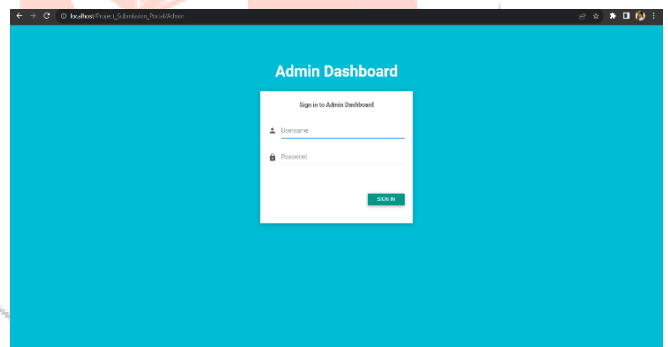 localhost/Project_Submission_Portal/Admin
Admin Dashboard
Sign in to Admin Dashboard
Username
Password
SIGN IN